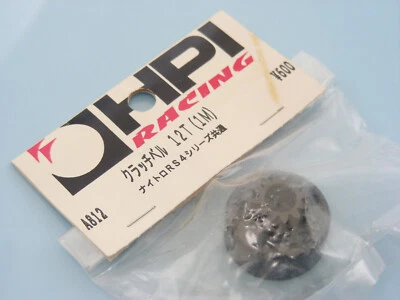 HPI
RACING
¥600
クラッチベル 12T(1M)
ナイトロRS4シリーズ共通
A812